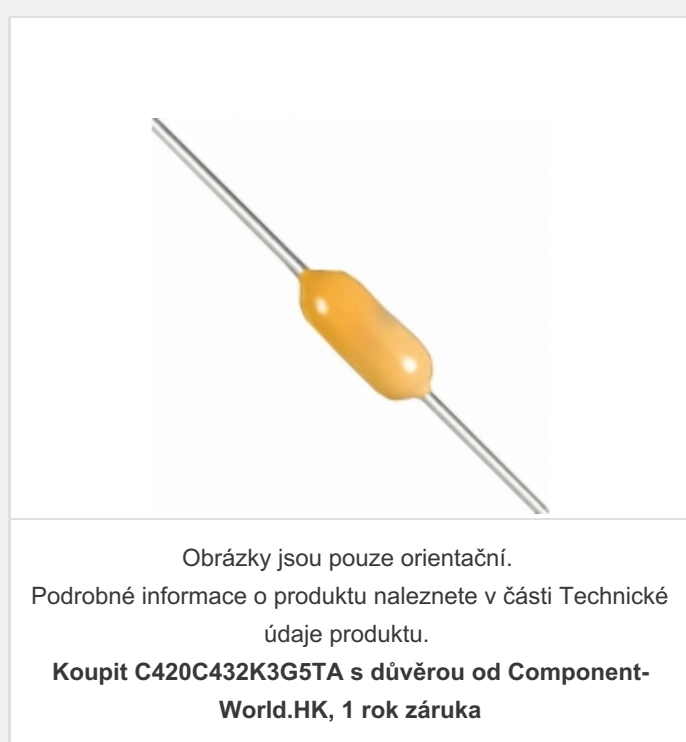 Obrázky jsou pouze orientační.
Podrobné informace o produktu naleznete v části Technické
údaje produktu.
Koupit C420C432K3G5TA s důvěrou od Component-
World.HK, 1 rok záruka